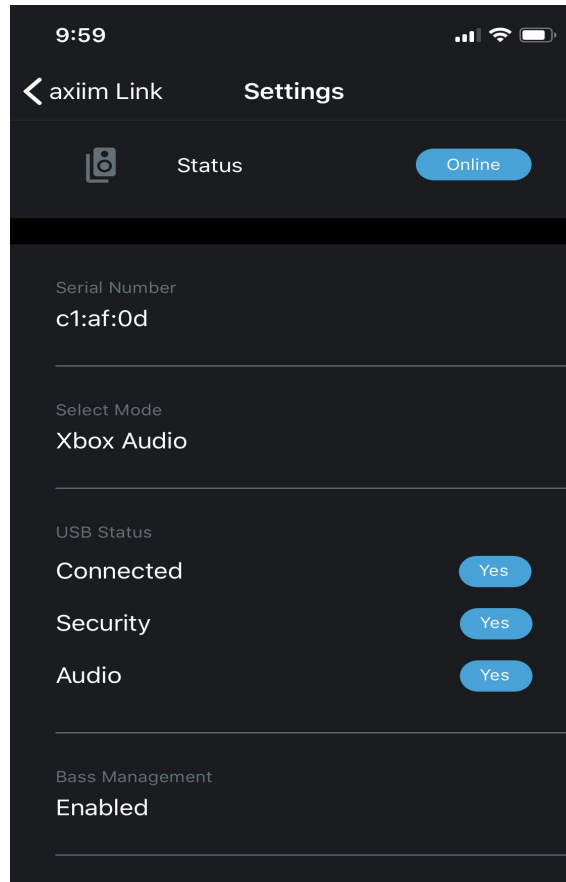 9:59
axiim Link Settings
Status Online
Serial Number
c1:af:0d
Select Mode
Xbox Audio
USB Status
Connected Yes
Security Yes
Audio Yes
Bass Management
Enabled